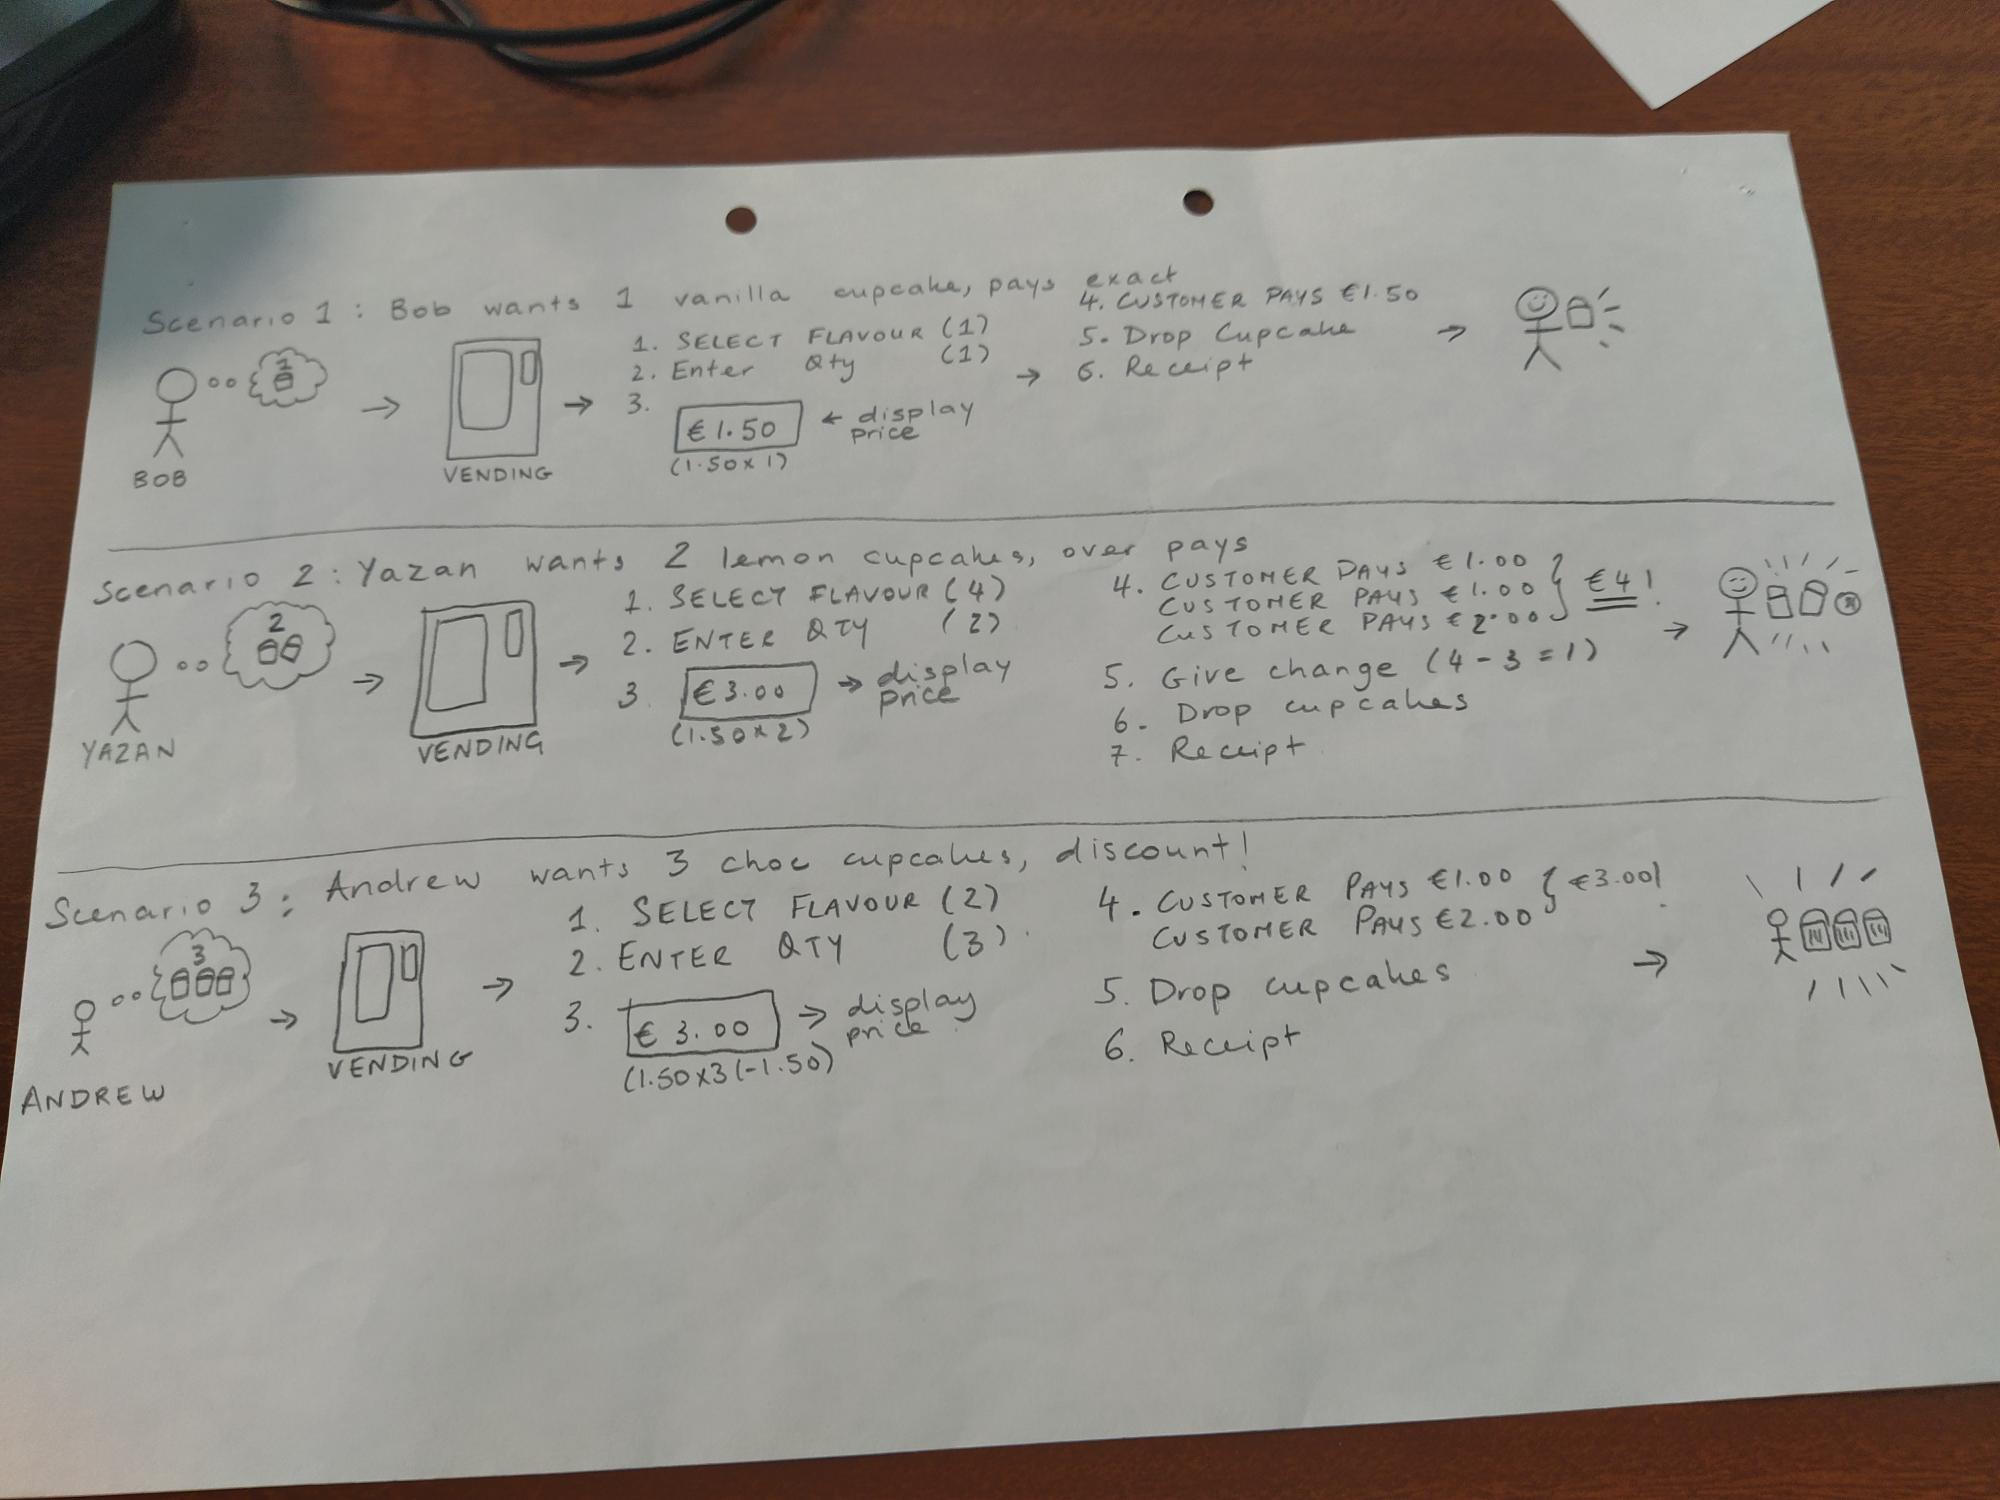 Scenario 1 : Bob wants 1 vanilla cupcake, pays exact
1
BOB
VENDING
1. SELECT FLAVOUR (1)
2. Enter Qty (1)
3. €1.50 ← display price
(1.50x1)
4. CUSTOMER PAYS €1.50
5. Drop Cupcake
6. Receipt
Scenario 2 : Yazan wants 2 lemon cupcakes, over pays
2
YAZAN
VENDING
1. SELECT FLAVOUR (4)
2. ENTER QTY (2)
3. €3.00 → display price
(1.50x2)
4. CUSTOMER PAYS €1.00
CUSTOMER PAYS €1.00
CUSTOMER PAYS €2.00
} €4!
5. Give change (4-3=1)
6. Drop cupcakes
7. Receipt
Scenario 3 : Andrew wants 3 choc cupcakes, discount!
3
ANDREW
VENDING
1. SELECT FLAVOUR (2)
2. ENTER QTY (3).
3. €3.00 → display price
(1.50x3(-1.50)
4. CUSTOMER PAYS €1.00
CUSTOMER PAYS €2.00
} €3.00!
5. Drop cupcakes
6. Receipt